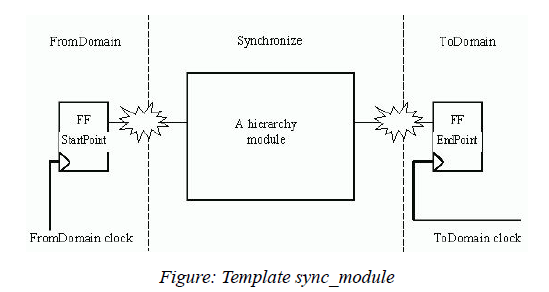 FromDomain
Synchronize
ToDomain
FF
StartPoint
A hierarchy
module
FF
EndPoint
FromDomain clock
ToDomain clock
Figure: Template sync_module